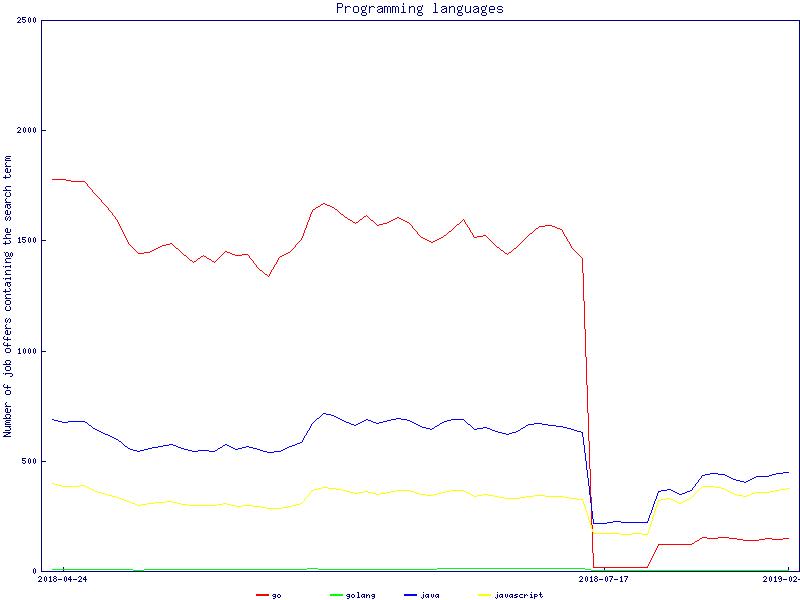 Programming languages
2500
2000
1500
1000
500
0
Number of job offers containing the search term
2018-04-24
2018-07-17
2019-02-
go
golang
java
javascript